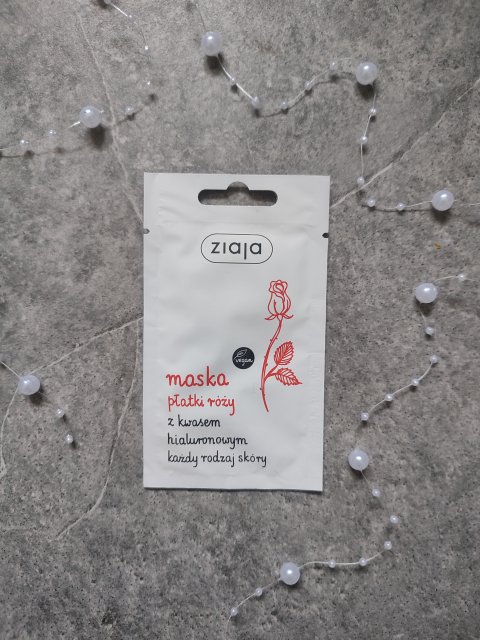 ziaja
vegan
maska
płatki róży
z kwasem
hialuronowym
każdy rodzaj skóry